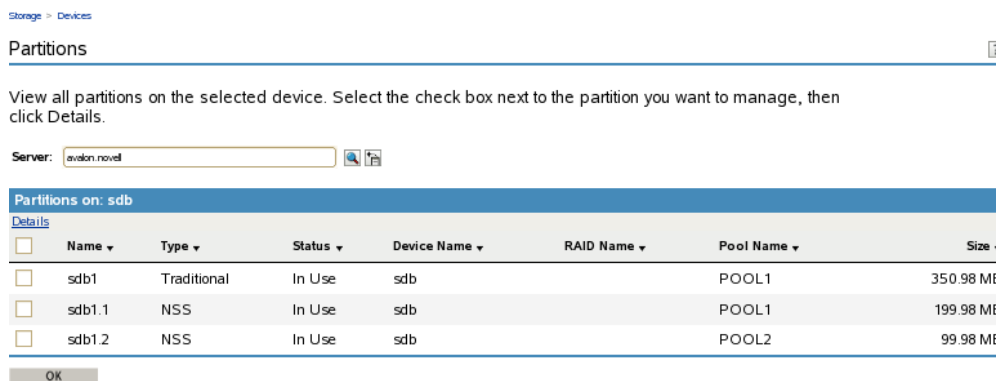 Storage > Devices
Partitions
View all partitions on the selected device. Select the check box next to the partition you want to manage, then
click Details.
Server: avalon.novell
Partitions on: sdb
Details
Name Type Status Device Name RAID Name Pool Name Size
sdb1 Traditional In Use sdb POOL1 350.98 MB
sdb1.1 NSS In Use sdb POOL1 199.98 MB
sdb1.2 NSS In Use sdb POOL2 99.98 MB
OK